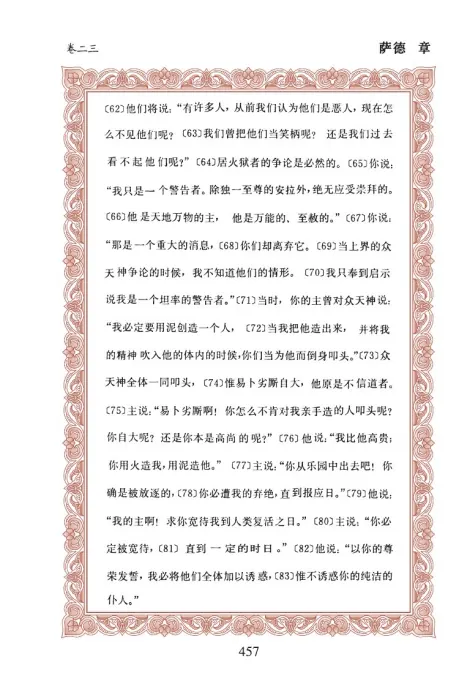 卷二三
萨德 章
〔62〕他们将说：“有许多人，从前我们认为他们是恶人，现在怎
么不见他们呢？〔63〕我们曾把他们当笑柄呢？ 还是我们过去
看不起他们呢？”〔64〕居火狱者的争论是必然的。〔65〕你说：
“我只是一个警告者。除独一至尊的安拉外，绝无应受崇拜的。
〔66〕他是天地万物的主， 他是万能的、至赦的。”〔67〕你说：
“那是一个重大的消息，〔68〕你们却离弃它。〔69〕当上界的众
天神争论的时候，我不知道他们的情形。〔70〕我只奉到启示
说我是一个坦率的警告者。”〔71〕当时，你的主曾对众天神说：
“我必定要用泥创造一个人，〔72〕当我把他造出来， 并将我
的精神吹入他的体内的时候，你们当为他而倒身叩头。”〔73〕众
天神全体一同叩头，〔74〕惟易卜劣厮自大，他原是不信道者。
〔75〕主说：“易卜劣厮啊！你怎么不肯对我亲手造的人叩头呢？
你自大呢？还是你本是高尚的呢？”〔76〕他说：“我比他高贵：
你用火造我，用泥造他。”〔77〕主说：“你从乐园中出去吧！你
确是被放逐的，〔78〕你必遭我的弃绝，直到报应日。”〔79〕他说：
“我的主啊！求你宽待我到人类复活之日。”〔80〕主说：“你必
定被宽待，〔81〕直到一定的时日。”〔82〕他说：“以你的尊
荣发誓，我必将他们全体加以诱惑，〔83〕惟不诱惑你的纯洁的
仆人。”
457